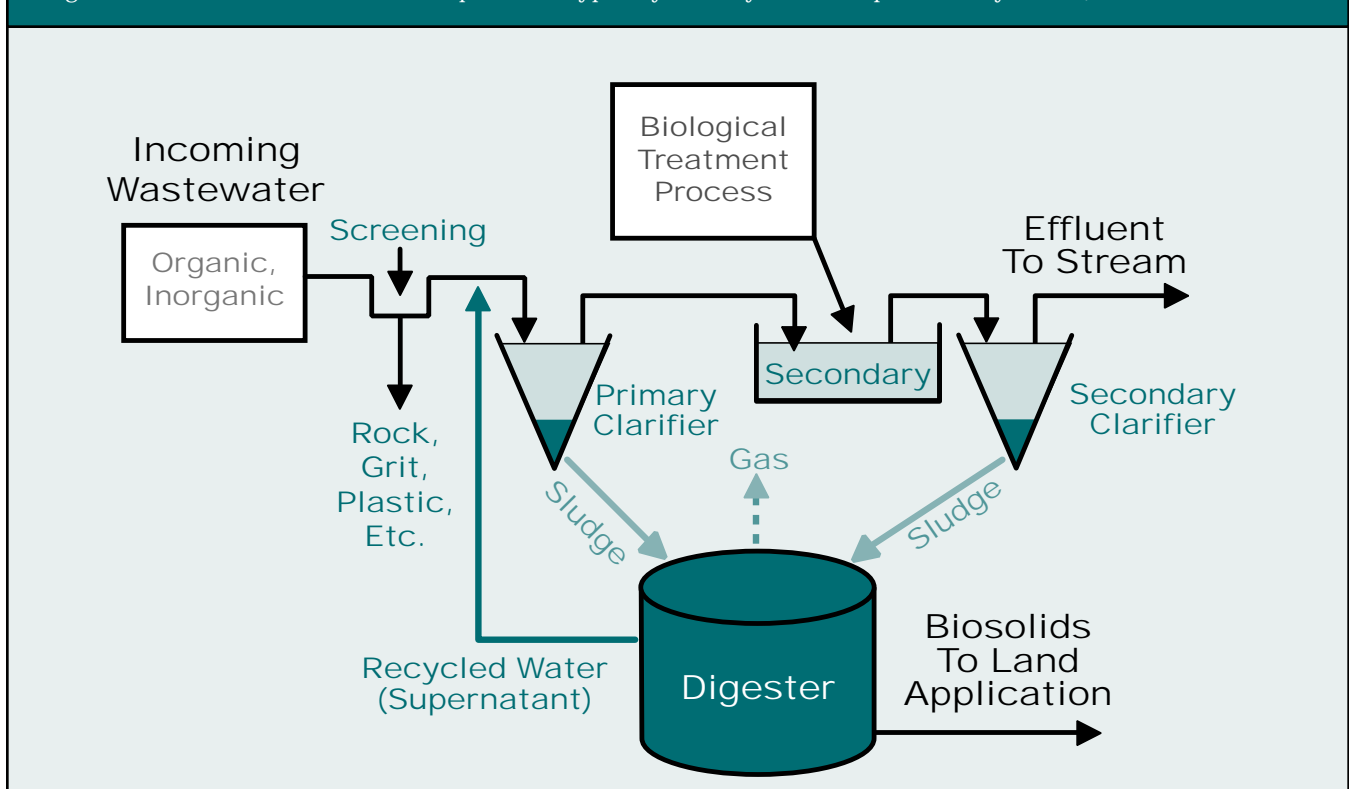 Incoming
Wastewater
Organic,
Inorganic
Screening
Rock,
Grit,
Plastic,
Etc.
Biological
Treatment
Process
Effluent
To Stream
Primary
Clarifier
Secondary
Secondary
Clarifier
Gas
Sludge
Sludge
Recycled Water
(Supernatant)
Digester
Biosolids
To Land
Application